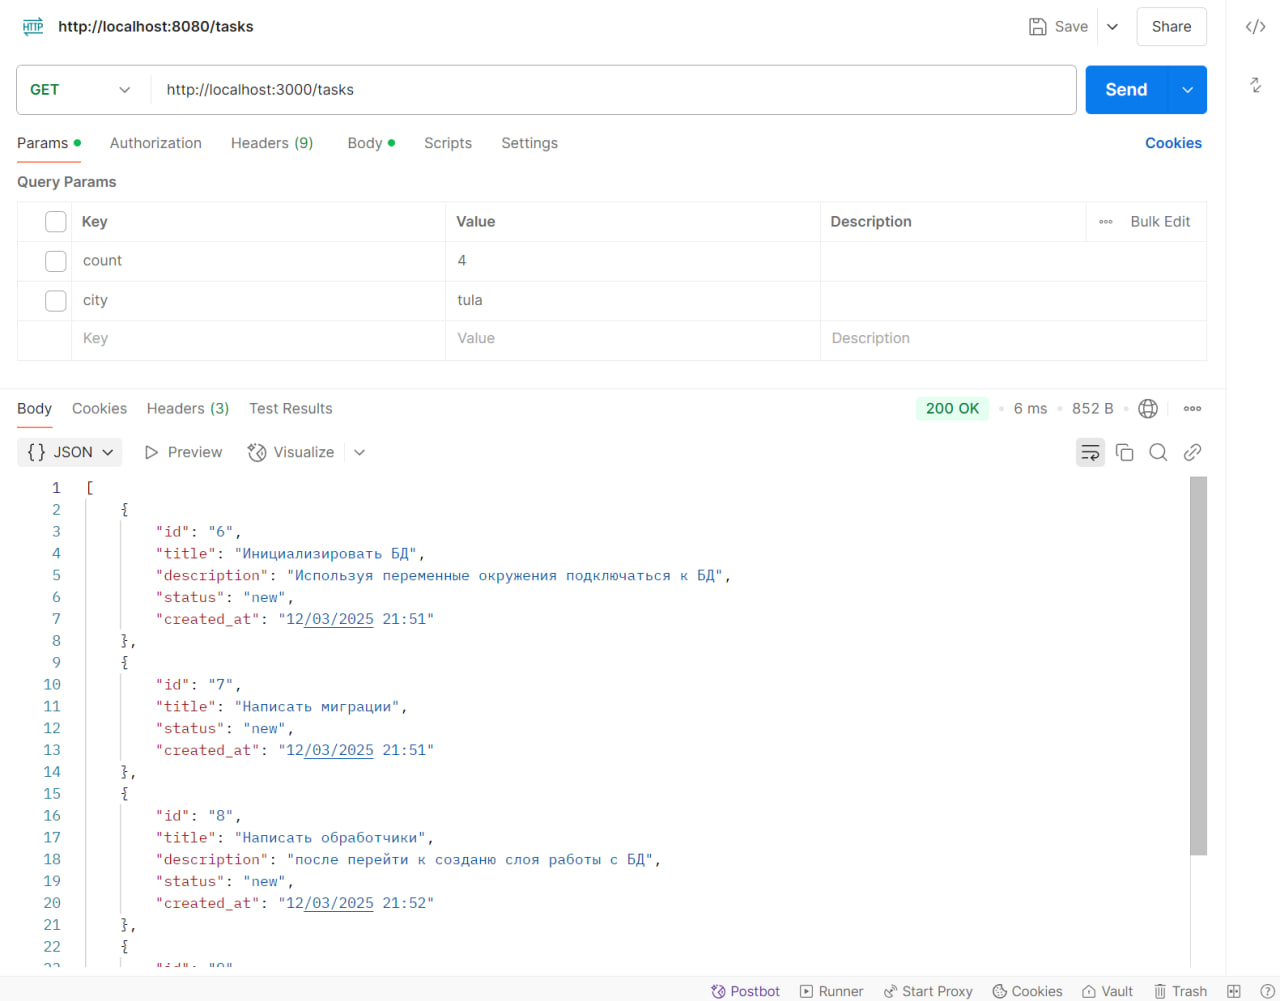 HTTP http://localhost:8080/tasks Save Share
GET http://localhost:3000/tasks Send
Params Authorization Headers (9) Body Scripts Settings Cookies
Query Params
Key Value Description Bulk Edit
count 4
city tula
Key Value Description
Body Cookies Headers (3) Test Results 200 OK 6 ms 852 B
{} JSON Preview Visualize
1 [
2 {
3 "id": "6",
4 "title": "Инициализировать БД",
5 "description": "Используя переменные окружения подключаться к БД",
6 "status": "new",
7 "created_at": "12/03/2025 21:51"
8 },
9 {
10 "id": "7",
11 "title": "Написать миграции",
12 "status": "new",
13 "created_at": "12/03/2025 21:51"
14 },
15 {
16 "id": "8",
17 "title": "Написать обработчики",
18 "description": "после перейти к созданю слоя работы с БД",
19 "status": "new",
20 "created_at": "12/03/2025 21:52"
21 },
22 {
Postbot Runner Start Proxy Cookies Vault Trash